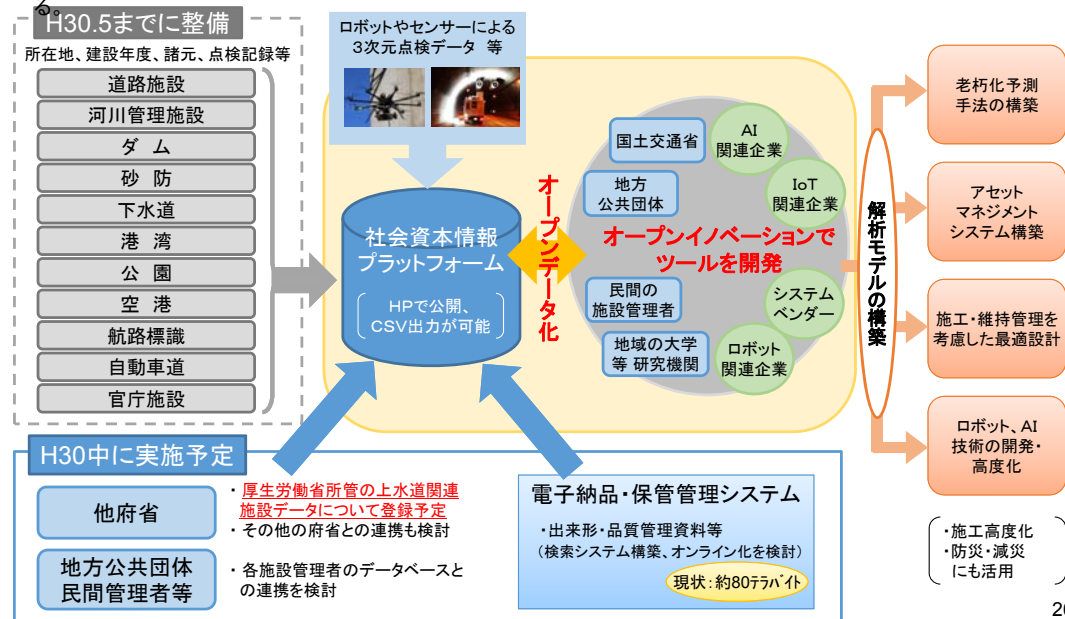 る。
H30.5までに整備
所在地、建設年度、諸元、点検記録等
道路施設
河川管理施設
ダ ム
砂 防
下水道
港 湾
公 園
空 港
航路標識
自動車道
官庁施設
ロボットやセンサーによる
3次元点検データ 等
社会資本情報
プラットフォーム
HPで公開、
CSV出力が可能
オープンデータ化
国土交通省
地方
公共団体
AI
関連企業
IoT
関連企業
オープンイノベーションで
ツールを開発
民間の
施設管理者
地域の大学
等 研究機関
システム
ベンダー
ロボット
関連企業
解析モデルの構築
老朽化予測
手法の構築
アセット
マネジメント
システム構築
施工・維持管理を
考慮した最適設計
ロボット、AI
技術の開発・
高度化
・施工高度化
・防災・減災
にも活用
H30中に実施予定
他府省
・厚生労働省所管の上水道関連
施設データについて登録予定
・その他の府省との連携も検討
地方公共団体
民間管理者等
・各施設管理者のデータベースと
の連携を検討
電子納品・保管管理システム
・出来形・品質管理資料等
(検索システム構築、オンライン化を検討)
現状:約80テラバイト